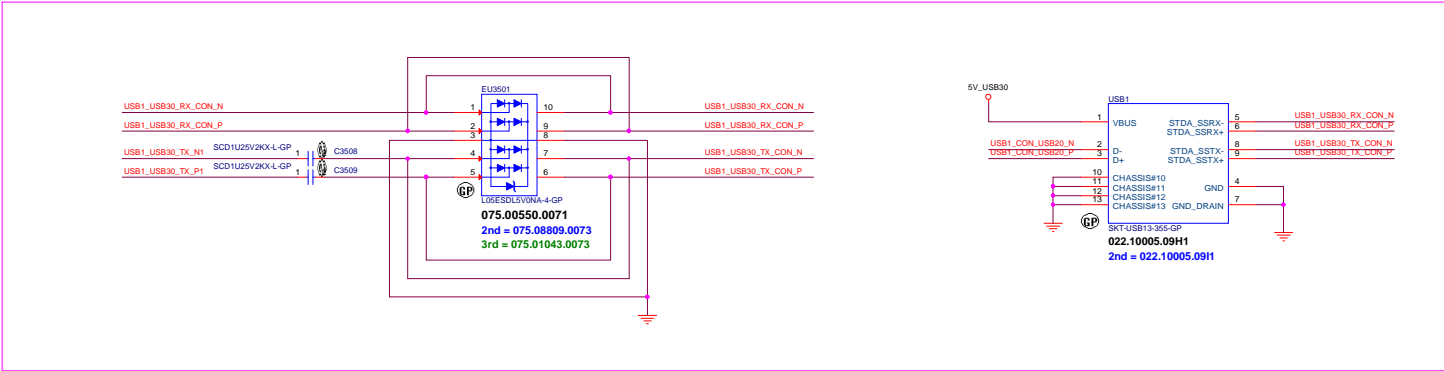 EU3501
USB1_USB30_RX_CON_N 1 10 USB1_USB30_RX_CON_N
USB1_USB30_RX_CON_P 2 9 USB1_USB30_RX_CON_P
3 8
SCD1U25V2KX-L-GP
USB1_USB30_TX_N1 1 C3508 4 7 USB1_USB30_TX_CON_N
SCD1U25V2KX-L-GP
USB1_USB30_TX_P1 1 C3509 5 6 USB1_USB30_TX_CON_P
GP
L05ESDL5V0NA-4-GP
075.00550.0071
2nd = 075.08809.0073
3rd = 075.01043.0073
5V_USB30
USB1
1 VBUS STDA_SSRX- 5 USB1_USB30_RX_CON_N
STDA_SSRX+ 6 USB1_USB30_RX_CON_P
USB1_CON_USB20_N 2 D- STDA_SSTX- 8 USB1_USB30_TX_CON_N
USB1_CON_USB20_P 3 D+ STDA_SSTX+ 9 USB1_USB30_TX_CON_P
10 CHASSIS#10
11 CHASSIS#11 GND 4
12 CHASSIS#12
13 CHASSIS#13 GND_DRAIN 7
GP
SKT-USB13-355-GP
022.10005.09H1
2nd = 022.10005.09I1